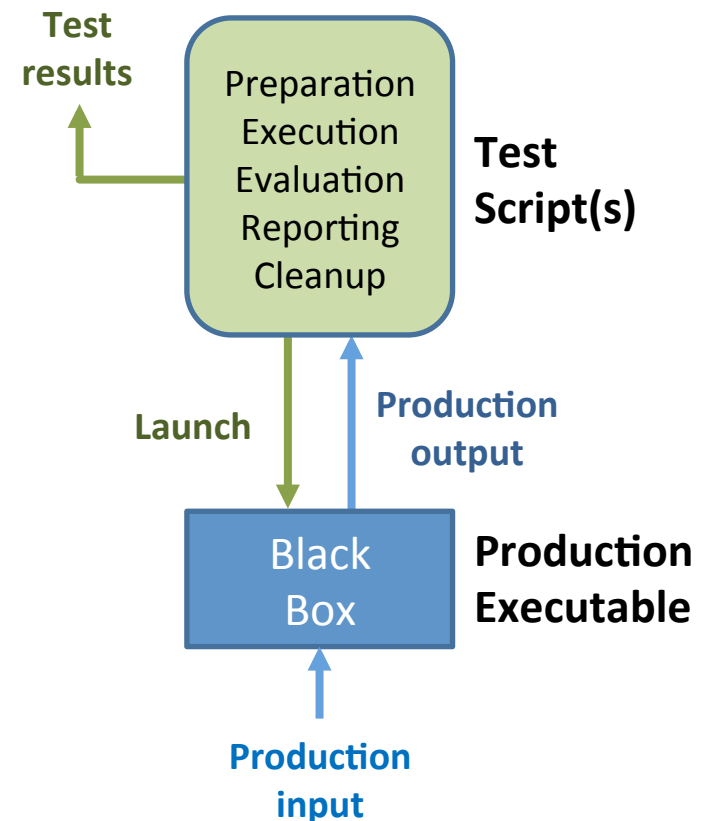 Test
results
Preparation
Execution
Evaluation
Reporting
Cleanup
Test
Script(s)
Launch
Production
output
Black
Box
Production
Executable
Production
input